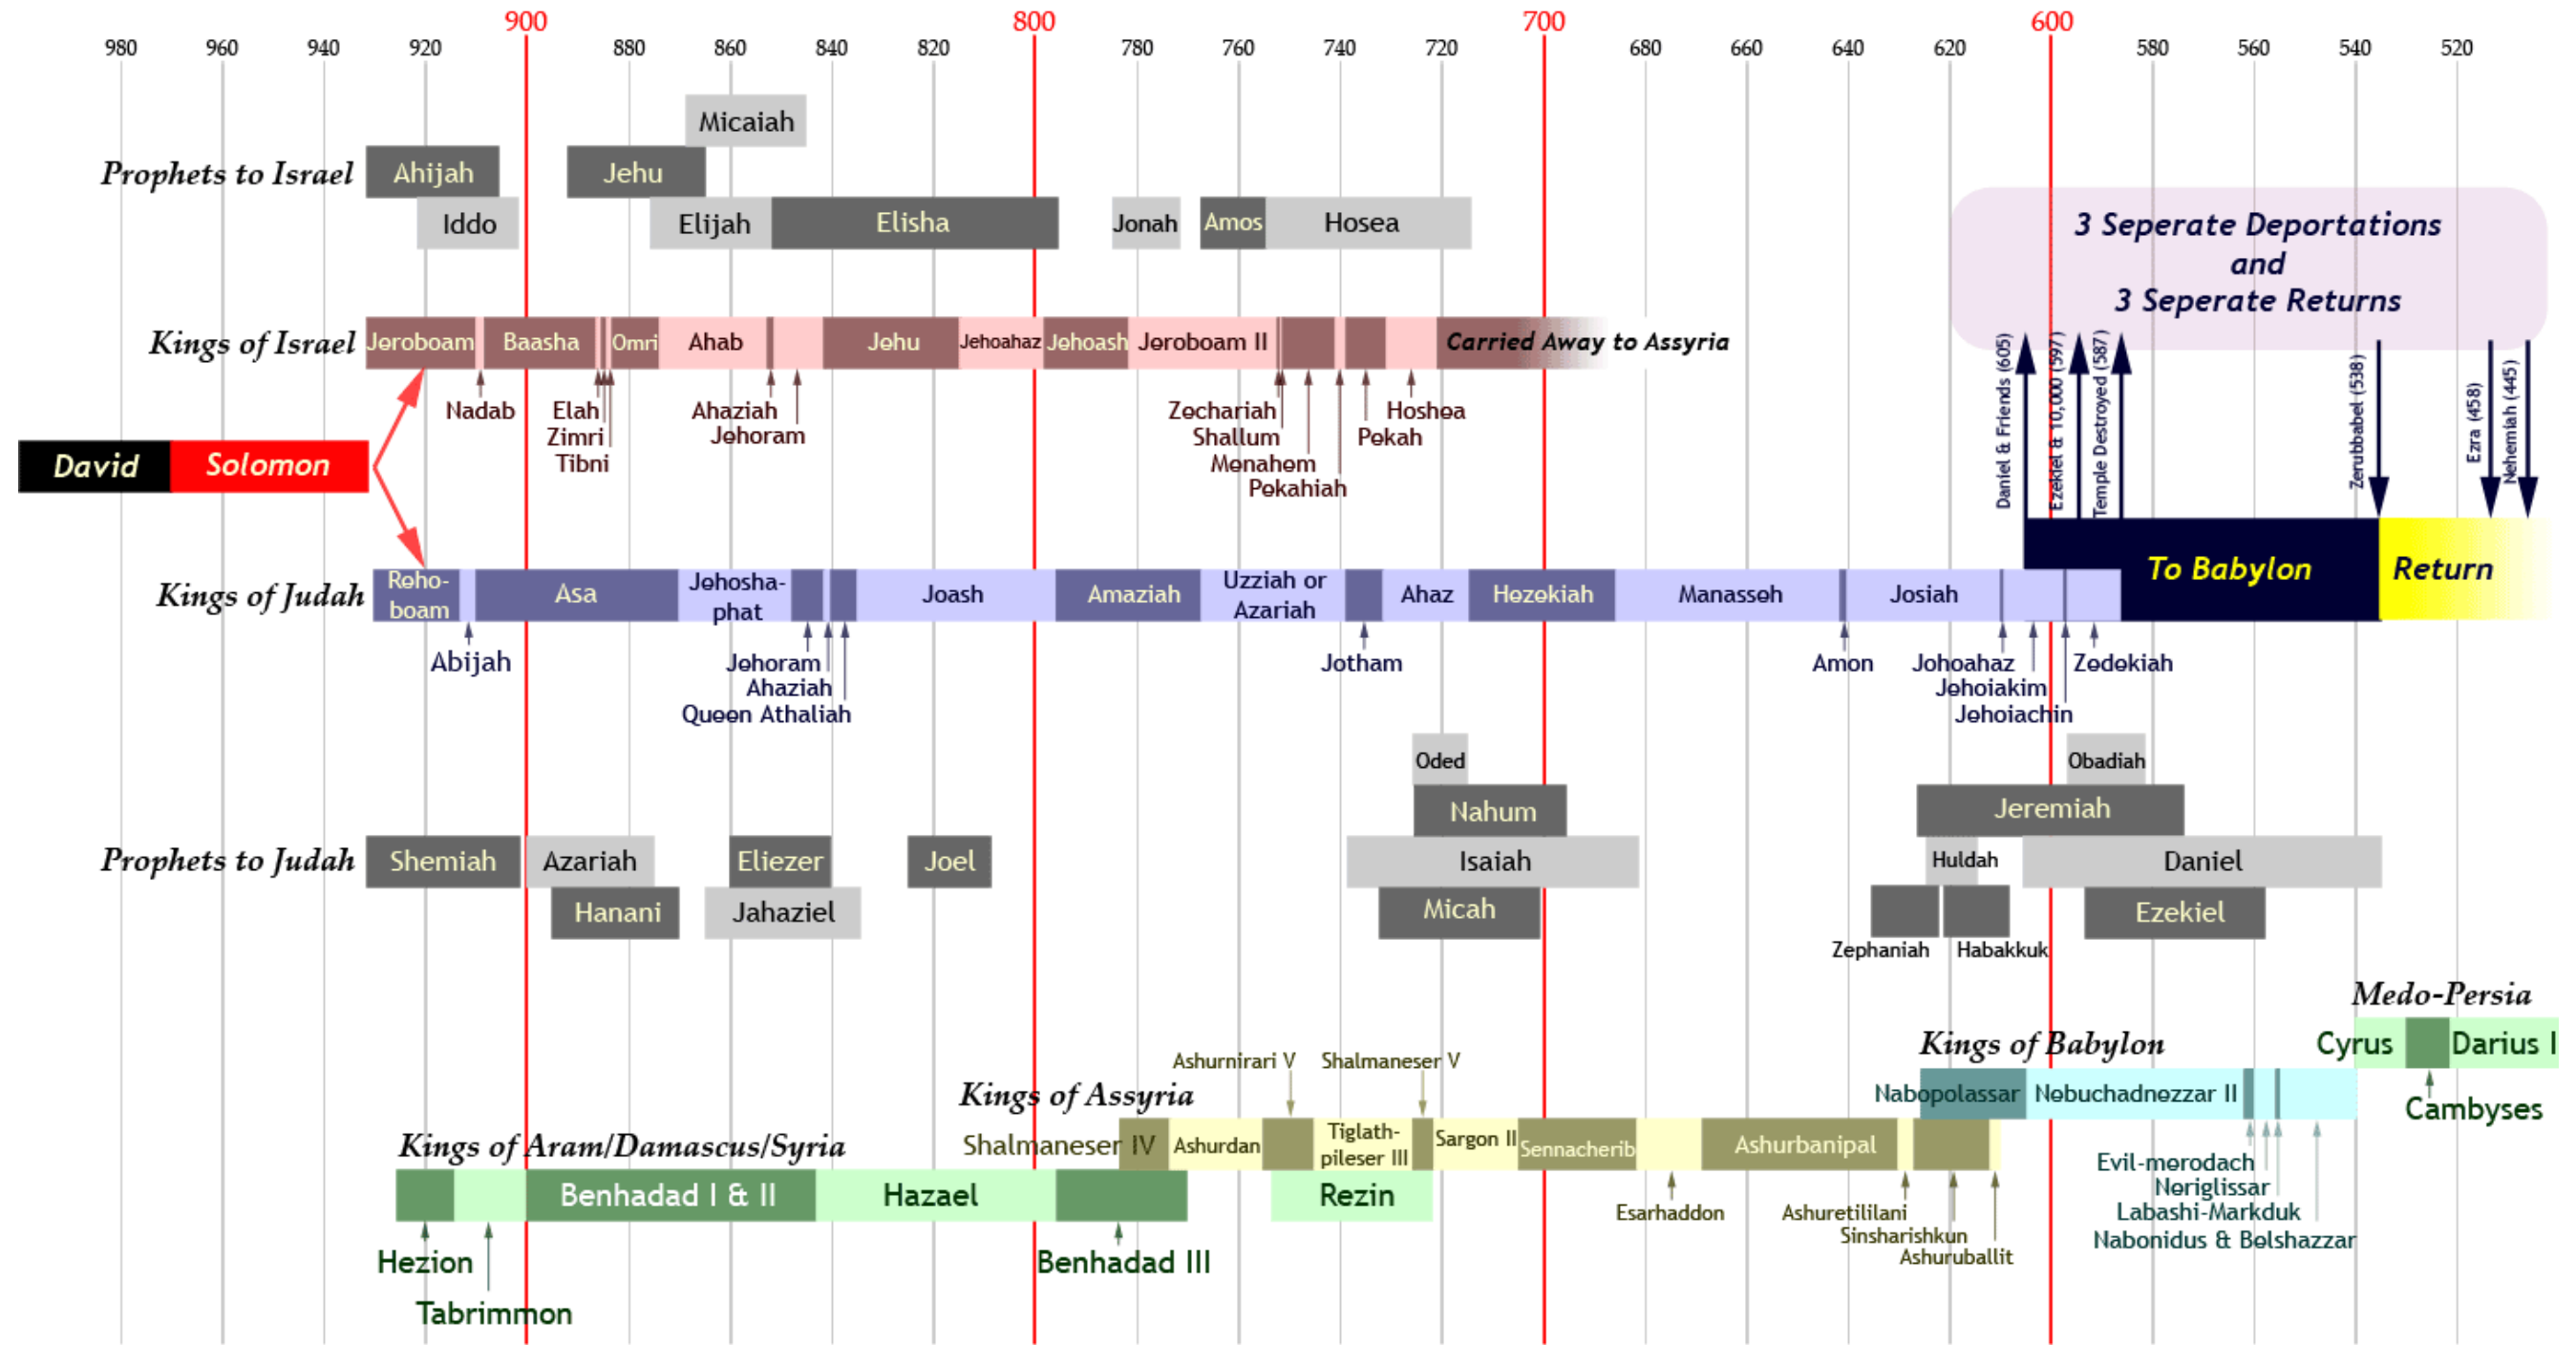 900 800 700 600
980 960 940 920 880 860 840 820 780 760 740 720 680 660 640 620 580 560 540 520
Micaiah
Prophets to Israel
Ahijah Jehu
Iddo Elijah Elisha Jonah Amos Hosea
3 Seperate Deportations
and
3 Seperate Returns
Kings of Israel
Jeroboam Baasha Omri Ahab Jehu Jehoahaz Jehoash Jeroboam II Carried Away to Assyria
Nadab Elah Ahaziah Zechariah Hoshea
Zimri Jehoram Shallum Pekah
Tibni Menahem
Pekahiah
Daniel & Friends (605)
Ezekiel & 10,000 (597)
Temple Destroyed (587)
Zerubbabel (538)
Ezra (458)
Nehemiah (445)
David Solomon
To Babylon Return
Kings of Judah
Reho-
boam
Asa
Jehosha-
phat
Joash Amaziah
Uzziah or
Azariah
Ahaz Hezekiah Manasseh Josiah
Abijah Jehoram Jotham Amon Johoahaz Zedekiah
Ahaziah Jehoiakim
Queen Athaliah Jehoiachin
Oded Obadiah
Nahum Jeremiah
Prophets to Judah
Shemiah Azariah Eliezer Joel Isaiah Huldah Daniel
Hanani Jahaziel Micah Ezekiel
Zephaniah Habakkuk
Medo-Persia
Cyrus Darius I
Cambyses
Kings of Babylon
Nabopolassar Nebuchadnezzar II
Evil-merodach
Neriglissar
Labashi-Markduk
Nabonidus & Belshazzar
Ashurnirari V Shalmaneser V
Kings of Assyria
Shalmaneser IV Ashurdan
Tiglath-
pileser III
Sargon II Sennacherib Ashurbanipal
Esarhaddon Ashuretililani
Sinsharishkun
Ashuruballit
Kings of Aram/Damascus/Syria
Benhadad I & II Hazael Rezin
Hezion Benhadad III
Tabrimmon